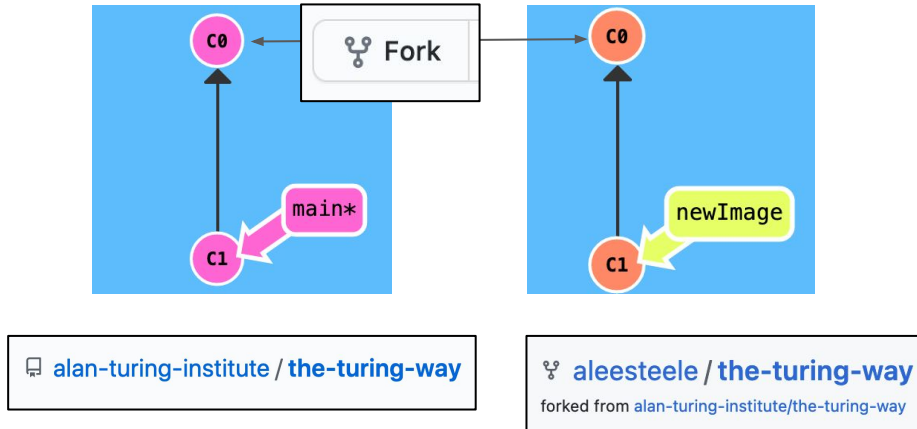 C0
Fork
C0
main*
newImage
C1
C1
alan-turing-institute / the-turing-way
aleesteele / the-turing-way
forked from alan-turing-institute/the-turing-way